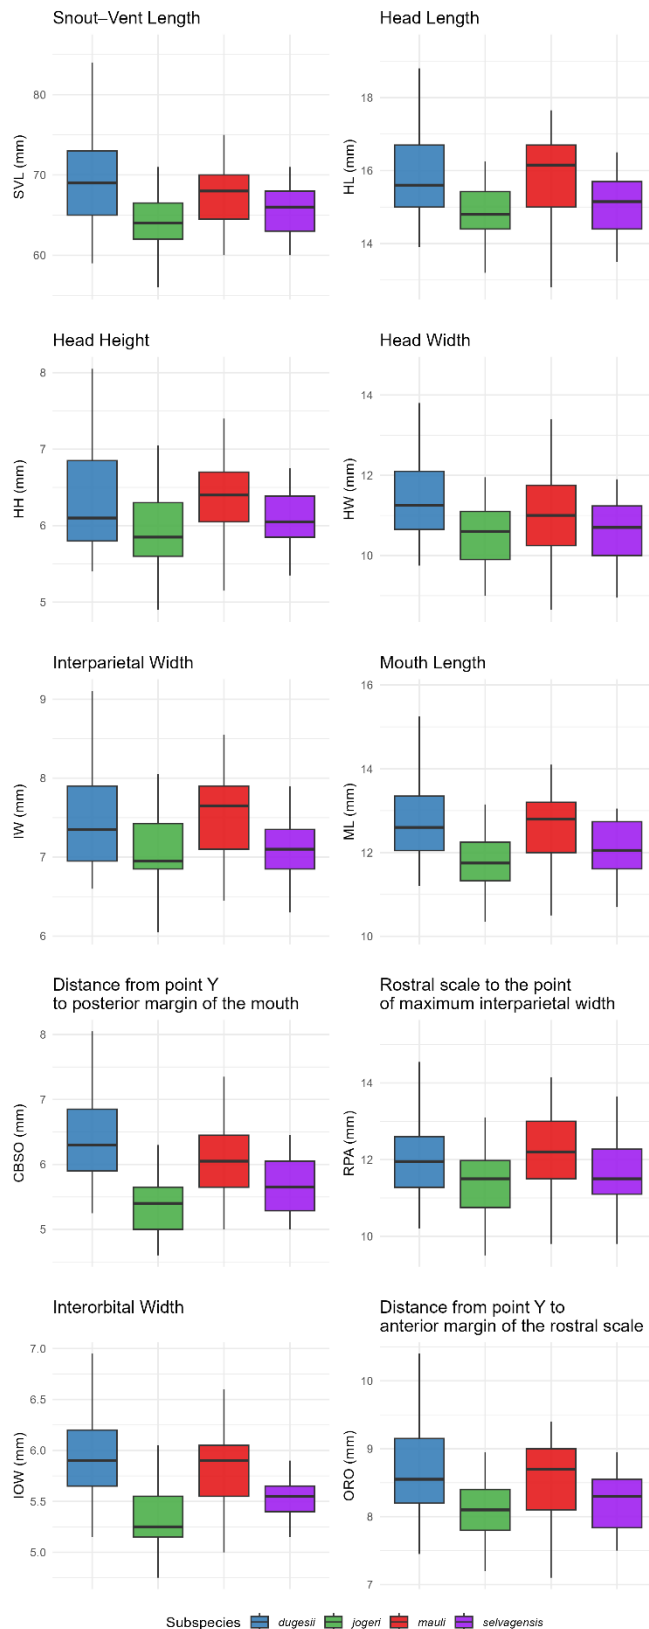 Snout–Vent Length
80
70
60
SVL (mm)
Head Length
18
16
14
HL (mm)
Head Height
8
7
6
5
HH (mm)
Head Width
14
12
10
HW (mm)
Interparietal Width
9
8
7
6
IW (mm)
Mouth Length
16
14
12
10
ML (mm)
Distance from point Y
to posterior margin of the mouth
8
7
6
5
CBSO (mm)
Rostral scale to the point
of maximum interparietal width
14
12
10
RPA (mm)
Interorbital Width
7.0
6.5
6.0
5.5
5.0
IOW (mm)
Distance from point Y to
anterior margin of the rostral scale
10
9
8
7
ORO (mm)
Subspecies dugesii jogeri mauli selvagensis